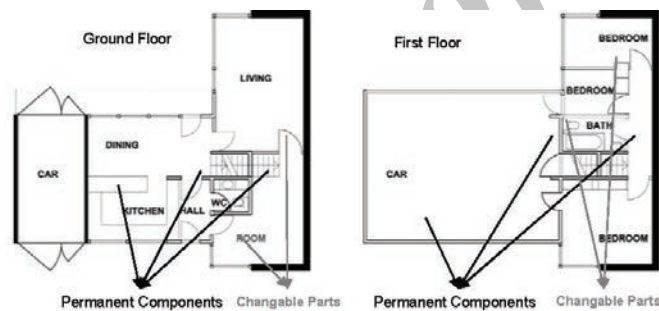 Ground Floor
LIVING
DINING
CAR
KITCHEN
HALL
WC
ROOM
Permanent Components
Changable Parts
First Floor
BEDROOM
BEDROOM
BATH
CAR
BEDROOM
Permanent Components
Changable Parts